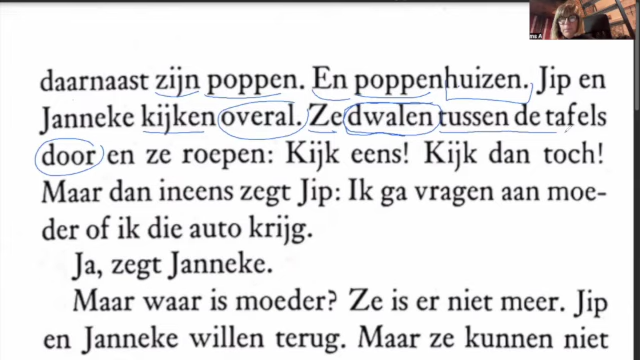 daarnaast zijn poppen. En poppenhuizen. Jip en
Janneke kijken overal. Ze dwalen tussen de tafels
door en ze roepen: Kijk eens! Kijk dan toch!
Maar dan ineens zegt Jip: Ik ga vragen aan moe-
der of ik die auto krijg.
Ja, zegt Janneke.
Maar waar is moeder? Ze is er niet meer. Jip
en Janneke willen terug. Maar ze kunnen niet